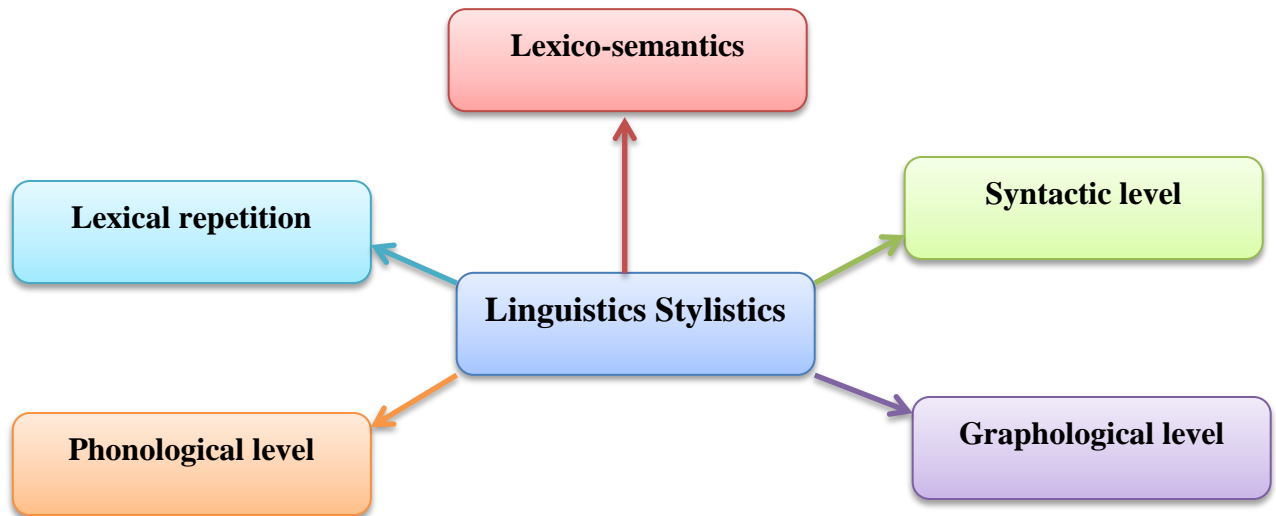 Lexico-semantics
Syntactic level
Lexical repetition
Linguistics Stylistics
Graphological level
Phonological level